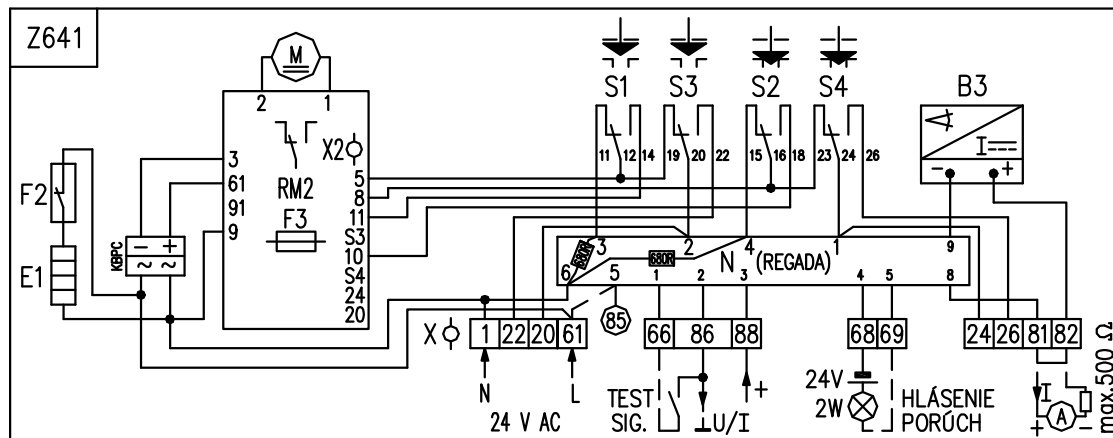 Z641
M
2 1
S1 S3 S2 S4 B3
11 12 14 19 20 22 15 16 18 23 24 26
I
- +
X2
RM2
F3
3
61
91
9
5
8
11
S3
10
S4
24
20
F2
E1
KBPC
- +
~ ~
3 2 4 1 9
680R 680R
N (REGADA)
6 5 1 2 3 4 5 8
85
X 1 22 20 61 66 86 88 68 69 24 26 81 82
N L
24 V AC
TEST
SIG.
U/I
+
24V
2W
HLÁSENIE
PORÚCH
I
A
+ -
max.500 Ω